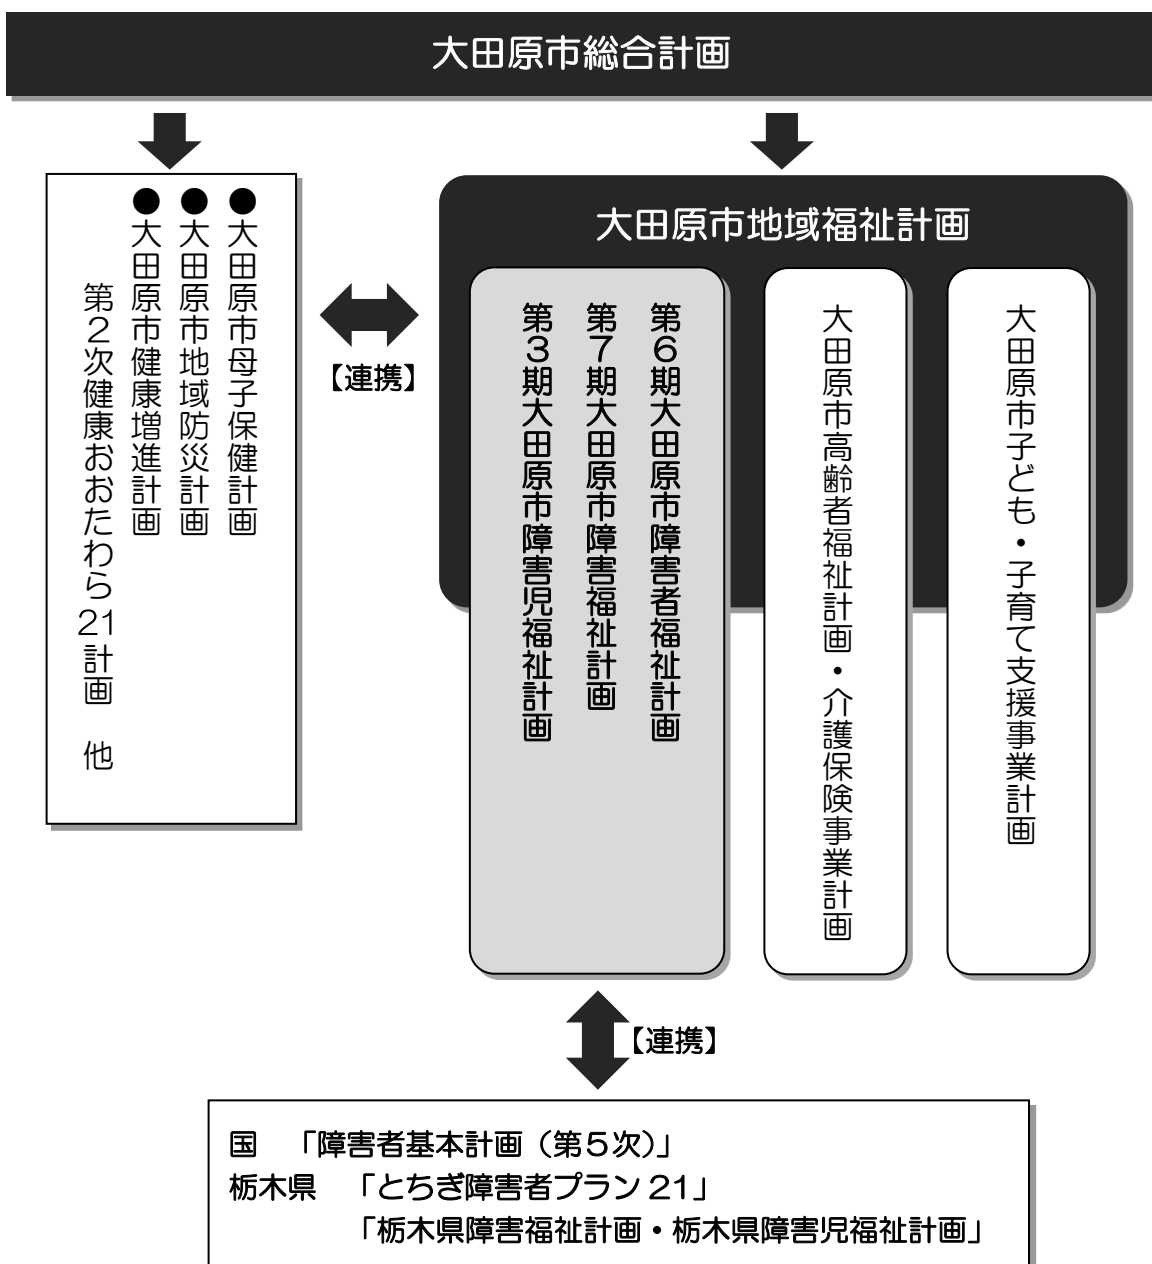 大田原市総合計画
●大田原市母子保健計画
●大田原市地域防災計画
●大田原市健康増進計画
第２次健康おおたわら21計画　他
【連携】
大田原市地域福祉計画
第６期大田原市障害者福祉計画
第７期大田原市障害福祉計画
第３期大田原市障害児福祉計画
大田原市高齢者福祉計画・介護保険事業計画
大田原市子ども・子育て支援事業計画
【連携】
国　「障害者基本計画（第５次）」
栃木県　「とちぎ障害者プラン21」
「栃木県障害福祉計画・栃木県障害児福祉計画」